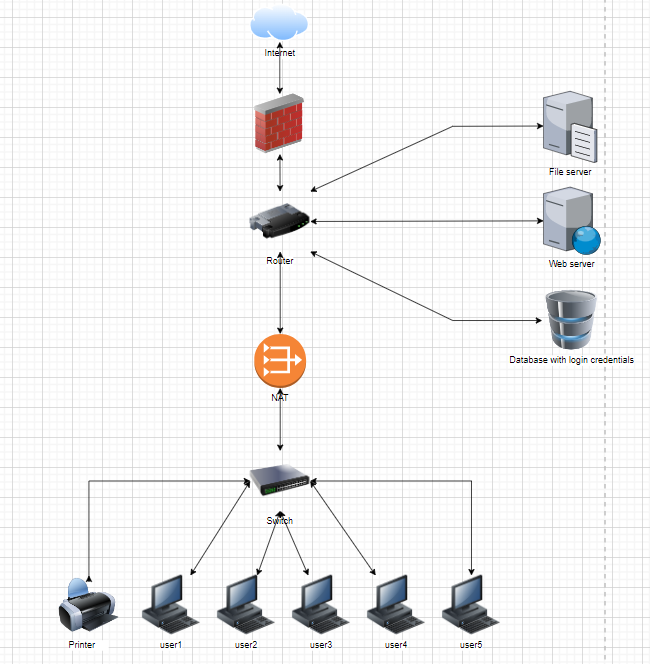 Internet
File server
Router
Web server
Database with login credentials
NAT
Switch
Printer
user1
user2
user3
user4
user5